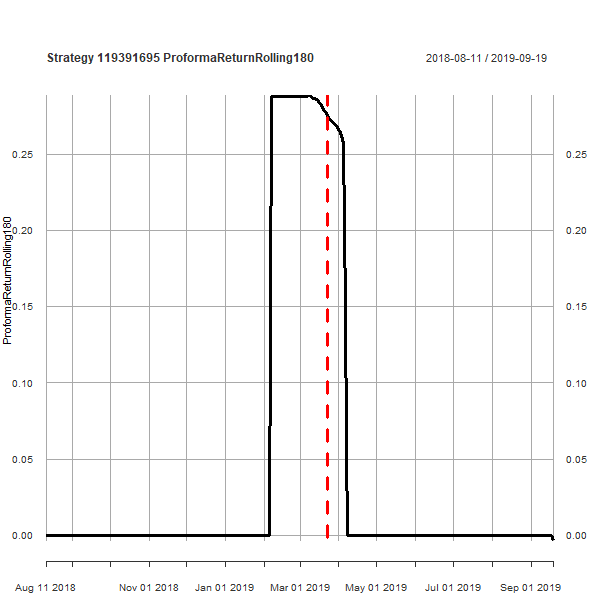 Strategy 119391695 ProformaReturnRolling180
2018-08-11 / 2019-09-19
ProformaReturnRolling180
0.25 0.25
0.20 0.20
0.15 0.15
0.10 0.10
0.05 0.05
0.00 0.00
Aug 11 2018 Nov 01 2018 Jan 01 2019 Mar 01 2019 May 01 2019 Jul 01 2019 Sep 01 2019